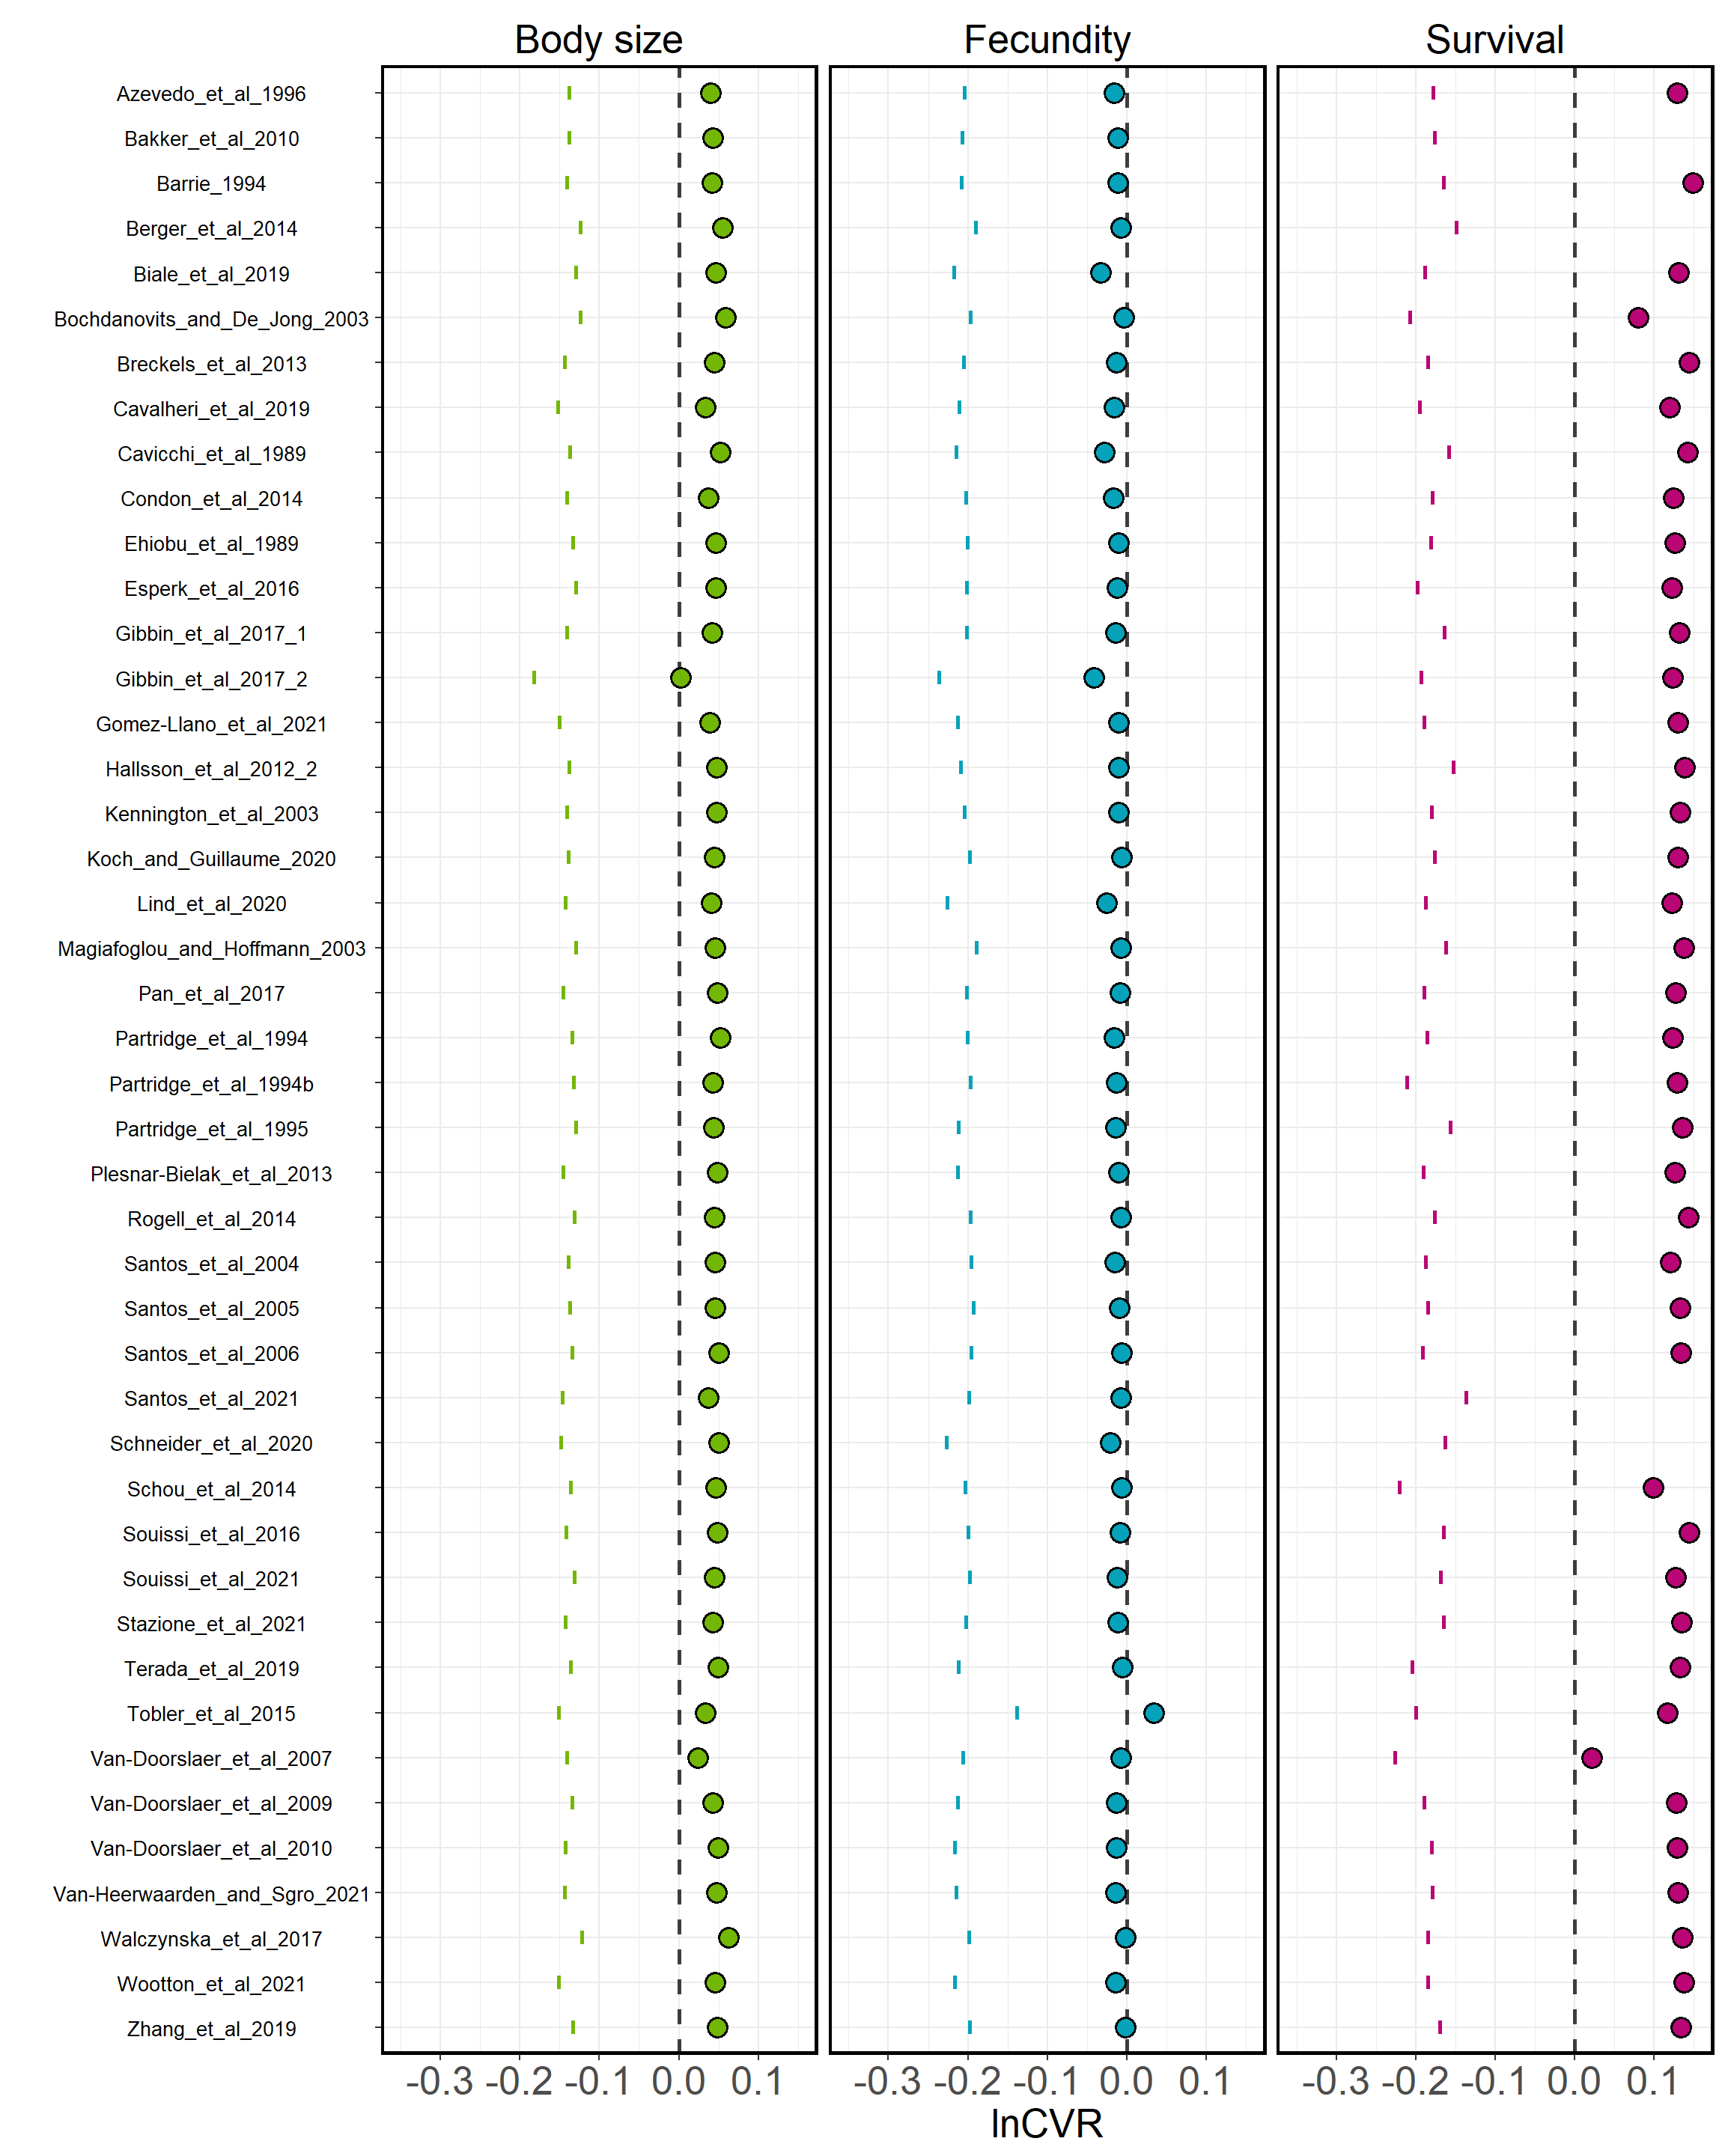 Body size Fecundity Survival
Azevedo_et_al_1996
Bakker_et_al_2010
Barrie_1994
Berger_et_al_2014
Biale_et_al_2019
Bochdanovits_and_De_Jong_2003
Breckels_et_al_2013
Cavalheri_et_al_2019
Cavicchi_et_al_1989
Condon_et_al_2014
Ehiobu_et_al_1989
Esperk_et_al_2016
Gibbin_et_al_2017_1
Gibbin_et_al_2017_2
Gomez-Llano_et_al_2021
Hallsson_et_al_2012_2
Kennington_et_al_2003
Koch_and_Guillaume_2020
Lind_et_al_2020
Magiafoglou_and_Hoffmann_2003
Pan_et_al_2017
Partridge_et_al_1994
Partridge_et_al_1994b
Partridge_et_al_1995
Plesnar-Bielak_et_al_2013
Rogell_et_al_2014
Santos_et_al_2004
Santos_et_al_2005
Santos_et_al_2006
Santos_et_al_2021
Schneider_et_al_2020
Schou_et_al_2014
Souissi_et_al_2016
Souissi_et_al_2021
Stazione_et_al_2021
Terada_et_al_2019
Tobler_et_al_2015
Van-Doorslaer_et_al_2007
Van-Doorslaer_et_al_2009
Van-Doorslaer_et_al_2010
Van-Heerwaarden_and_Sgro_2021
Walczynska_et_al_2017
Wootton_et_al_2021
Zhang_et_al_2019
-0.3 -0.2 -0.1 0.0 0.1 -0.3 -0.2 -0.1 0.0 0.1 -0.3 -0.2 -0.1 0.0 0.1
lnCVR